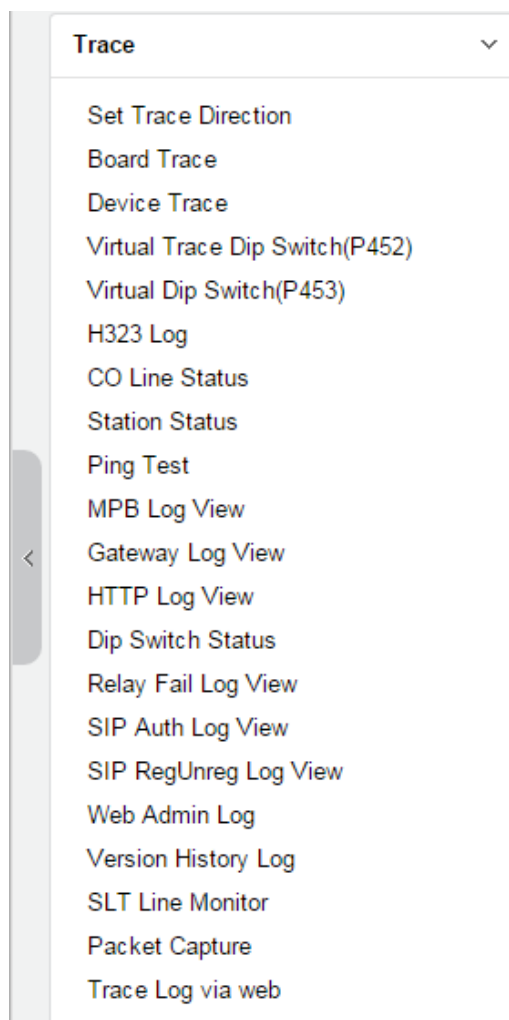 Trace
Set Trace Direction
Board Trace
Device Trace
Virtual Trace Dip Switch(P452)
Virtual Dip Switch(P453)
H323 Log
CO Line Status
Station Status
Ping Test
MPB Log View
Gateway Log View
HTTP Log View
Dip Switch Status
Relay Fail Log View
SIP Auth Log View
SIP RegUnreg Log View
Web Admin Log
Version History Log
SLT Line Monitor
Packet Capture
Trace Log via web